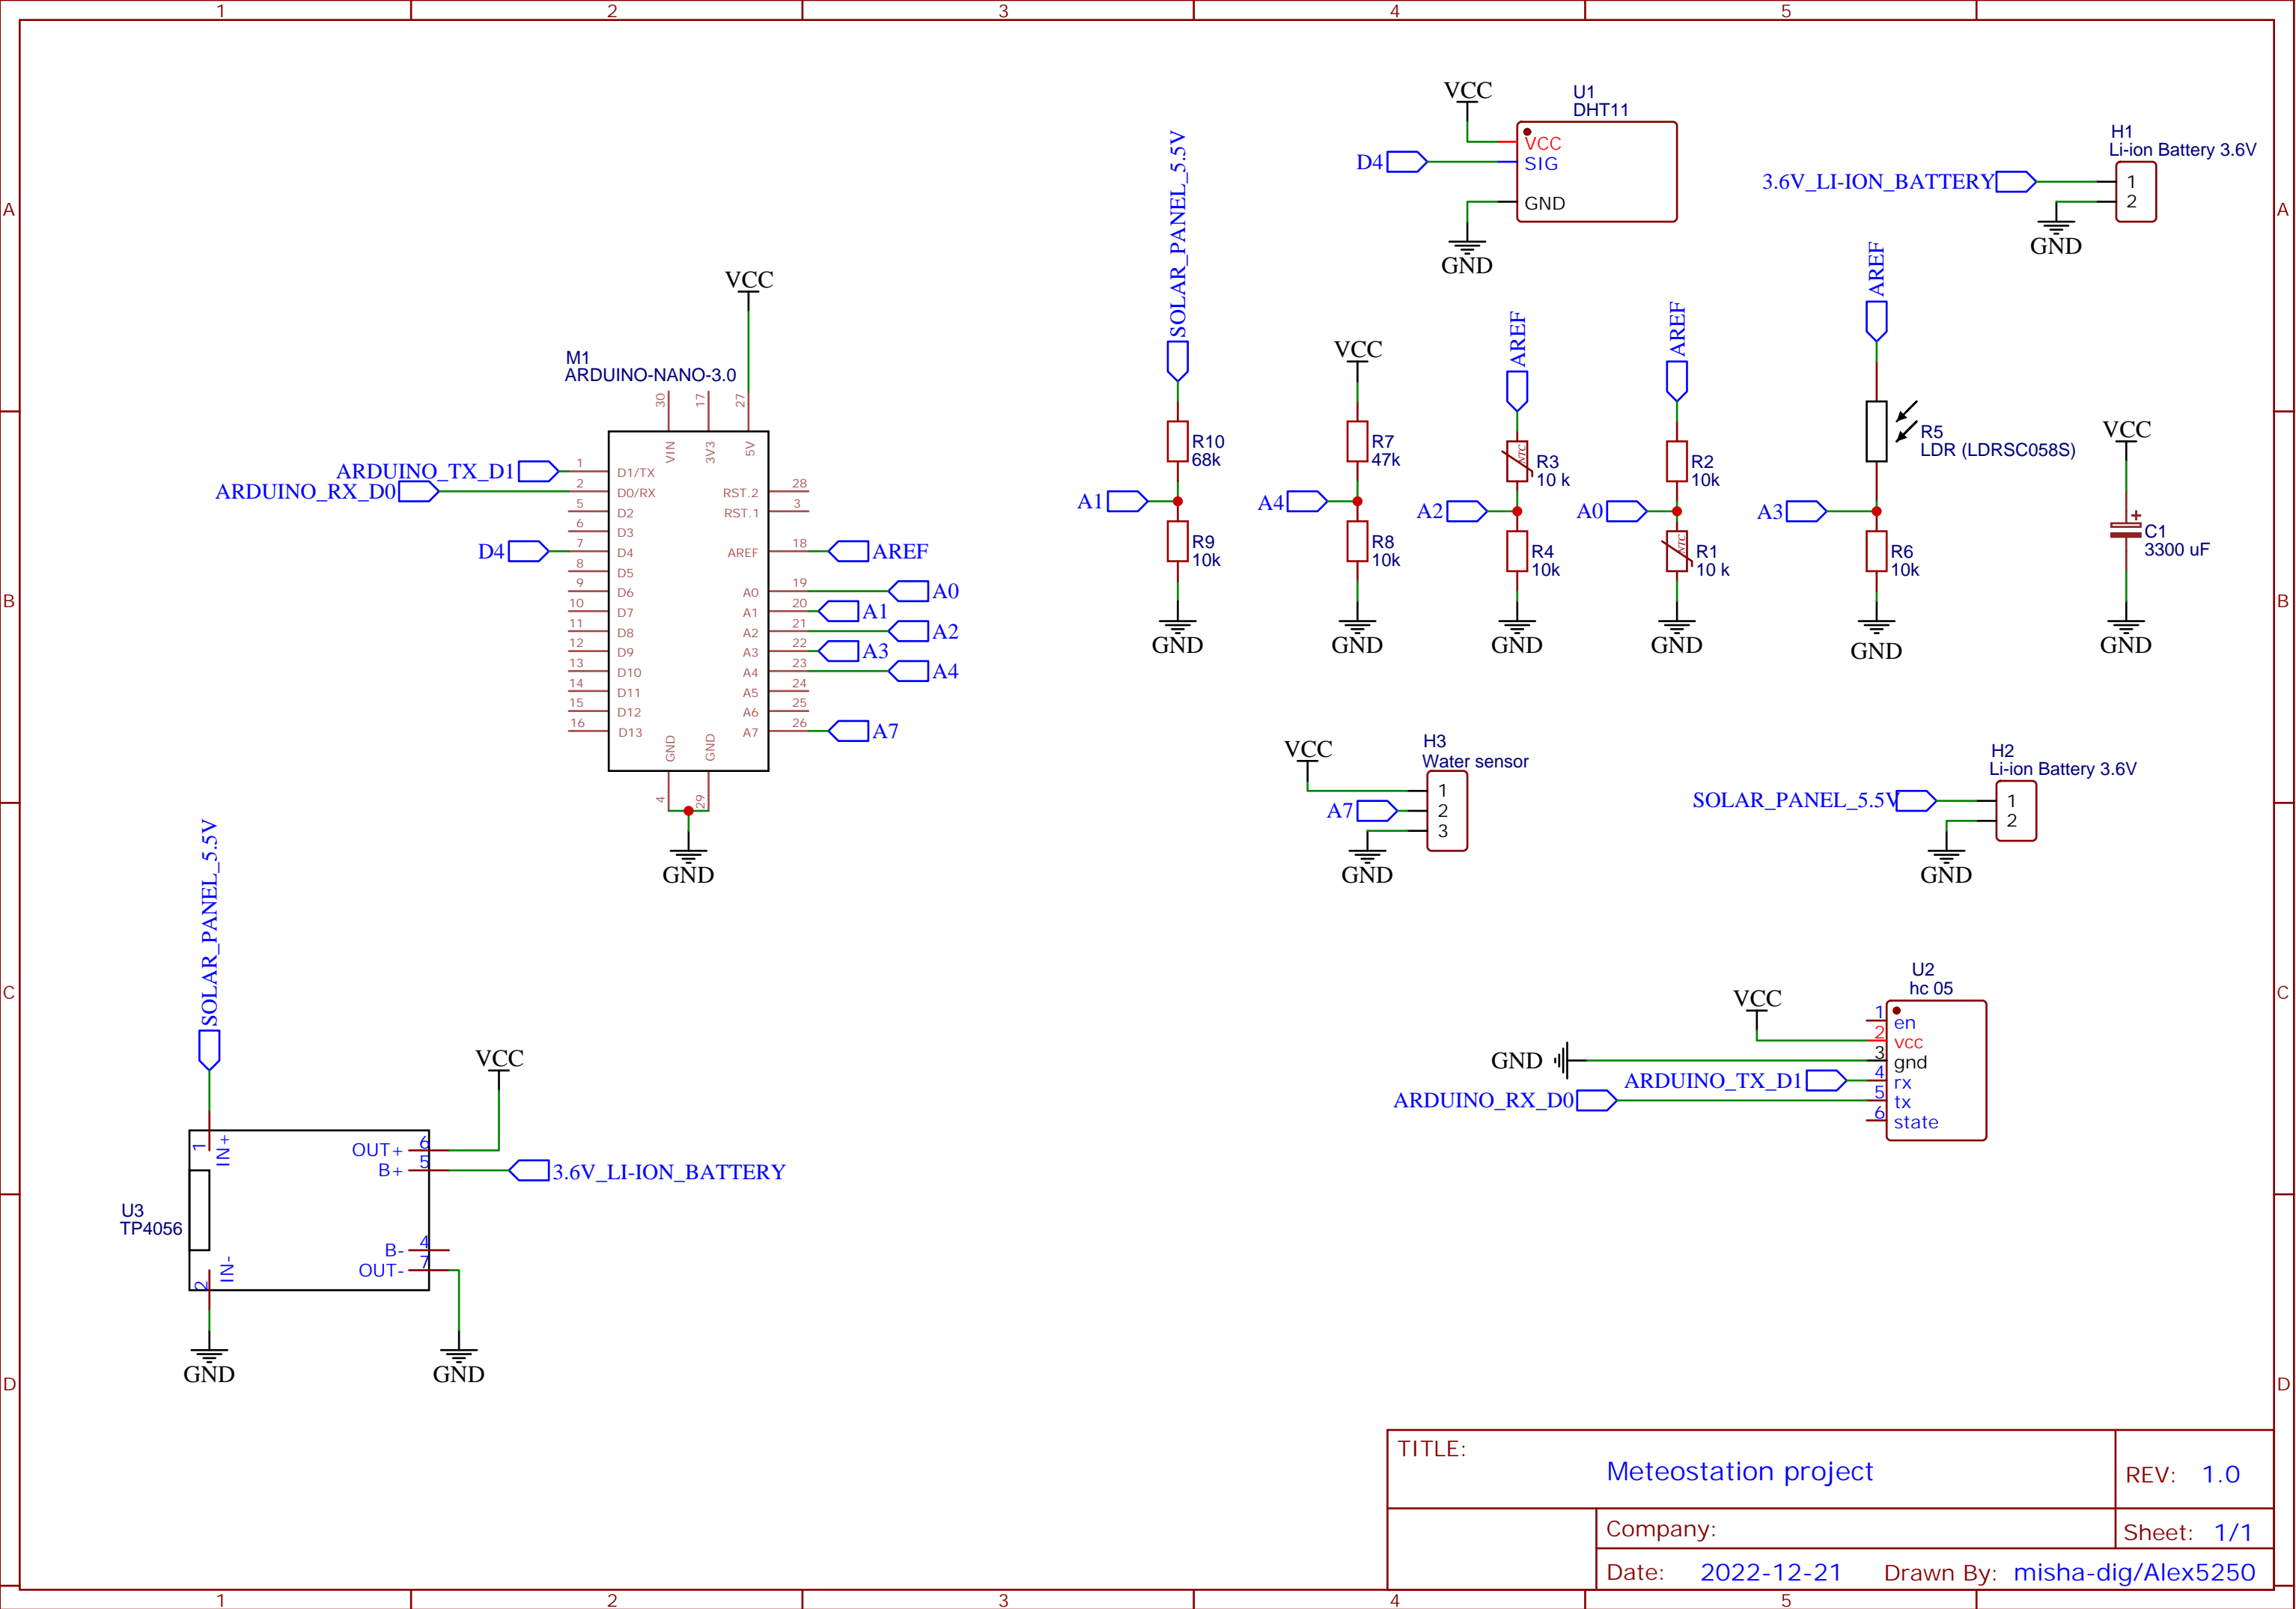 1 2 3 4 5
A
B
C
D
A
B
C
D
1 2 3 4 5
VCC
M1
ARDUINO-NANO-3.0
30 17 27
VIN 3V3 5V
ARDUINO_TX_D1 1 D1/TX
ARDUINO_RX_D0 2 D0/RX
5 D2
6 D3
D4 7 D4
8 D5
9 D6
10 D7
11 D8
12 D9
13 D10
14 D11
15 D12
16 D13
RST.2 28
RST.1 3
AREF 18 AREF
A0 19 A0
A1 20 A1
A2 21 A2
A3 22 A3
A4 23 A4
A5 24
A6 25
A7 26 A7
GND GND
4 29
GND
SOLAR_PANEL_5.5V
R10
68k
A1
R9
10k
GND
VCC
R7
47k
A4
R8
10k
GND
AREF
NTC
R3
10 k
A2
R4
10k
GND
AREF
R2
10k
A0
NTC
R1
10 k
GND
AREF
R5
LDR (LDRSC058S)
A3
R6
10k
GND
VCC
+
C1
3300 uF
GND
VCC
U1
DHT11
VCC
D4 SIG
GND
GND
H1
Li-ion Battery 3.6V
3.6V_LI-ION_BATTERY 1
2
GND
VCC
H3
Water sensor
1
A7 2
3
GND
H2
Li-ion Battery 3.6V
SOLAR_PANEL_5.5V 1
2
GND
U2
hc 05
VCC
1 en
2 vcc
GND 3 gnd
ARDUINO_TX_D1 4 rx
ARDUINO_RX_D0 5 tx
6 state
SOLAR_PANEL_5.5V
VCC
1 IN+
OUT+ 6
B+ 5 3.6V_LI-ION_BATTERY
U3
TP4056
B- 4
OUT- 7
2 IN-
GND
GND
TITLE:
Meteostation project
REV: 1.0
Company:
Sheet: 1/1
Date: 2022-12-21 Drawn By: misha-dig/Alex5250